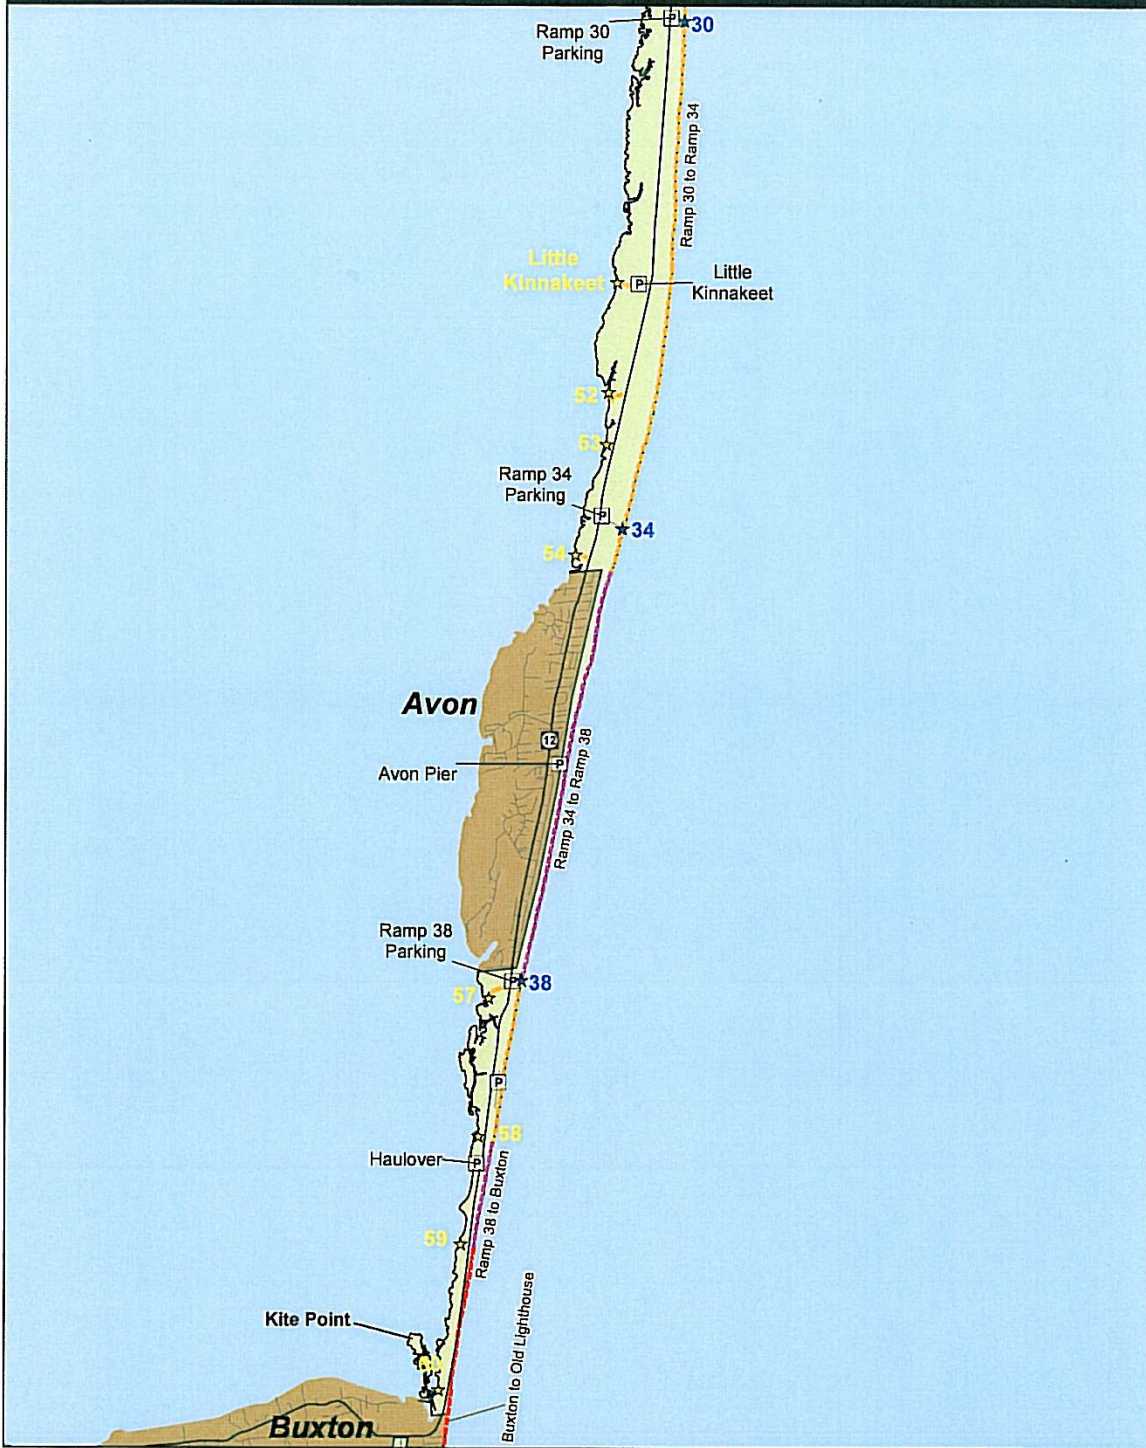 Ramp 30
Parking
P
30
Ramp 30 to Ramp 34
Little
Kinnakeet
P
Little
Kinnakeet
52
53
Ramp 34
Parking
P
34
54
Avon
12
Avon Pier
P
Ramp 34 to Ramp 38
Ramp 38
Parking
P
38
57
P
58
Haulover
P
Ramp 38 to Buxton
59
Kite Point
Buxton to Old Lighthouse
Buxton